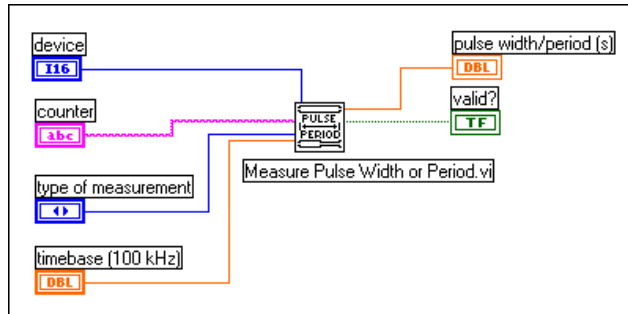 device
I16
counter
abc
type of measurement
timebase (100 kHz)
DBL
PULSE
PERIOD
Measure Pulse Width or Period.vi
pulse width/period (s)
DBL
valid?
TF